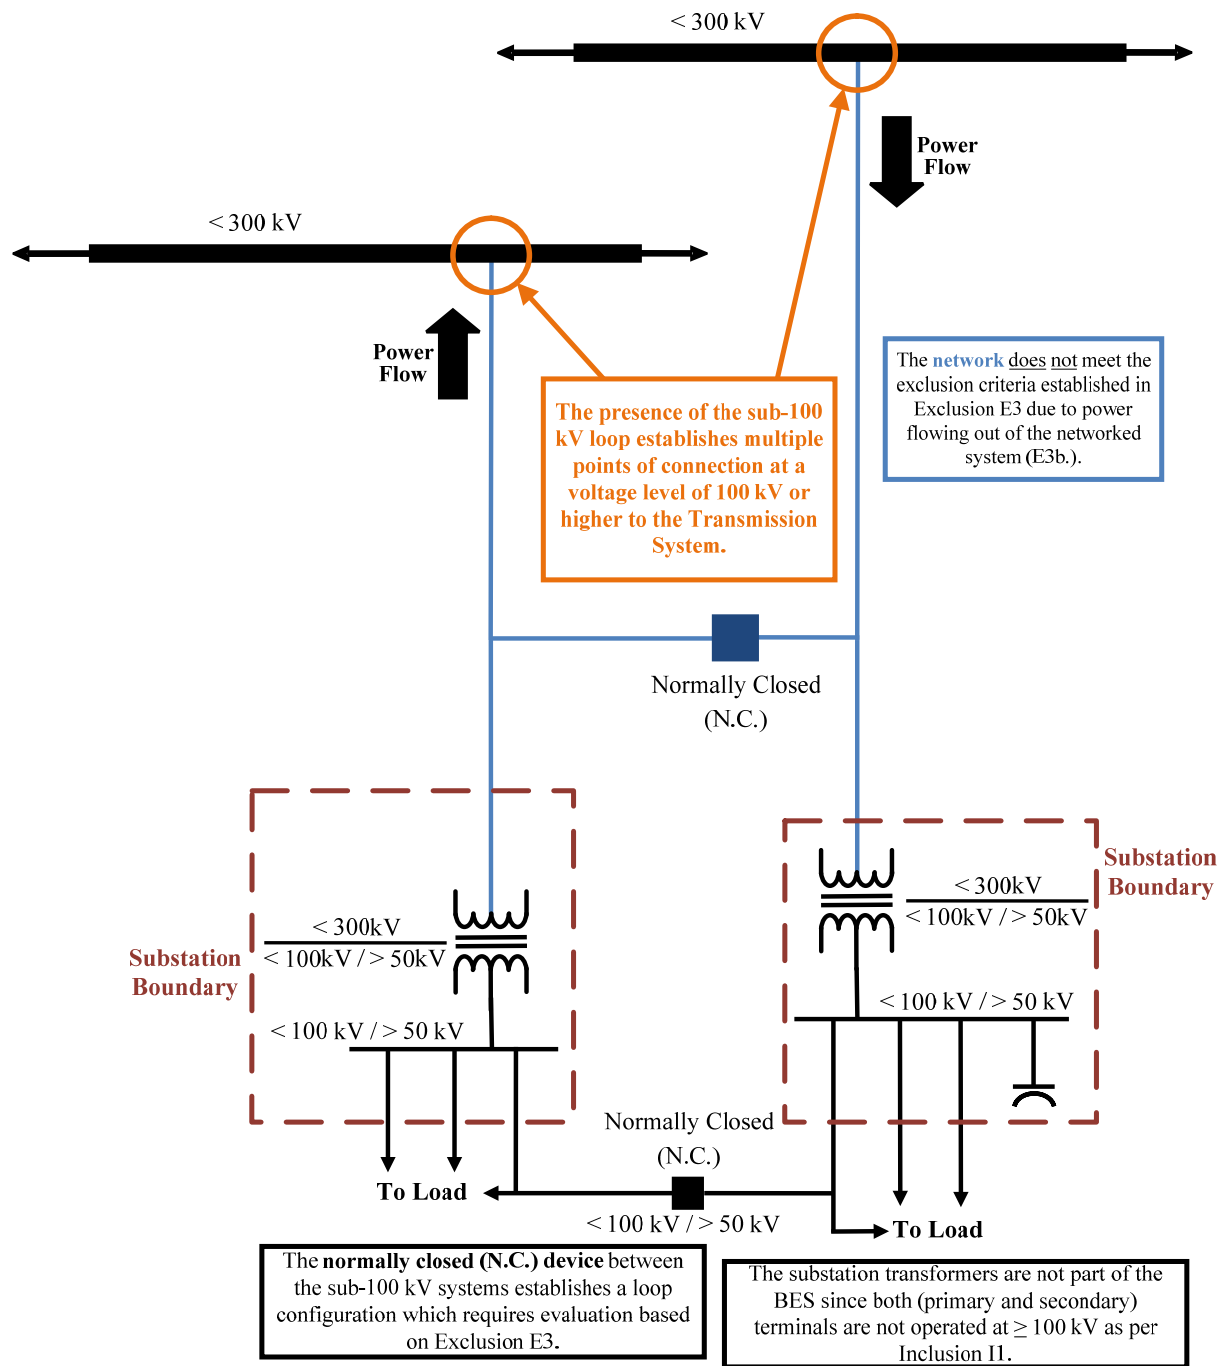 < 300 kV
Power
Flow
< 300 kV
Power
Flow
The network does not meet the
exclusion criteria established in
Exclusion E3 due to power
flowing out of the networked
system (E3b.).
The presence of the sub-100
kV loop establishes multiple
points of connection at a
voltage level of 100 kV or
higher to the Transmission
System.
Normally Closed
(N.C.)
Substation
Boundary
< 300kV
< 100kV / > 50kV
< 300kV
< 100kV / > 50kV
Substation
Boundary
< 100 kV / > 50 kV
< 100 kV / > 50 kV
Normally Closed
(N.C.)
To Load
< 100 kV / > 50 kV
To Load
The normally closed (N.C.) device between
the sub-100 kV systems establishes a loop
configuration which requires evaluation based
on Exclusion E3.
The substation transformers are not part of the
BES since both (primary and secondary)
terminals are not operated at ≥ 100 kV as per
Inclusion I1.